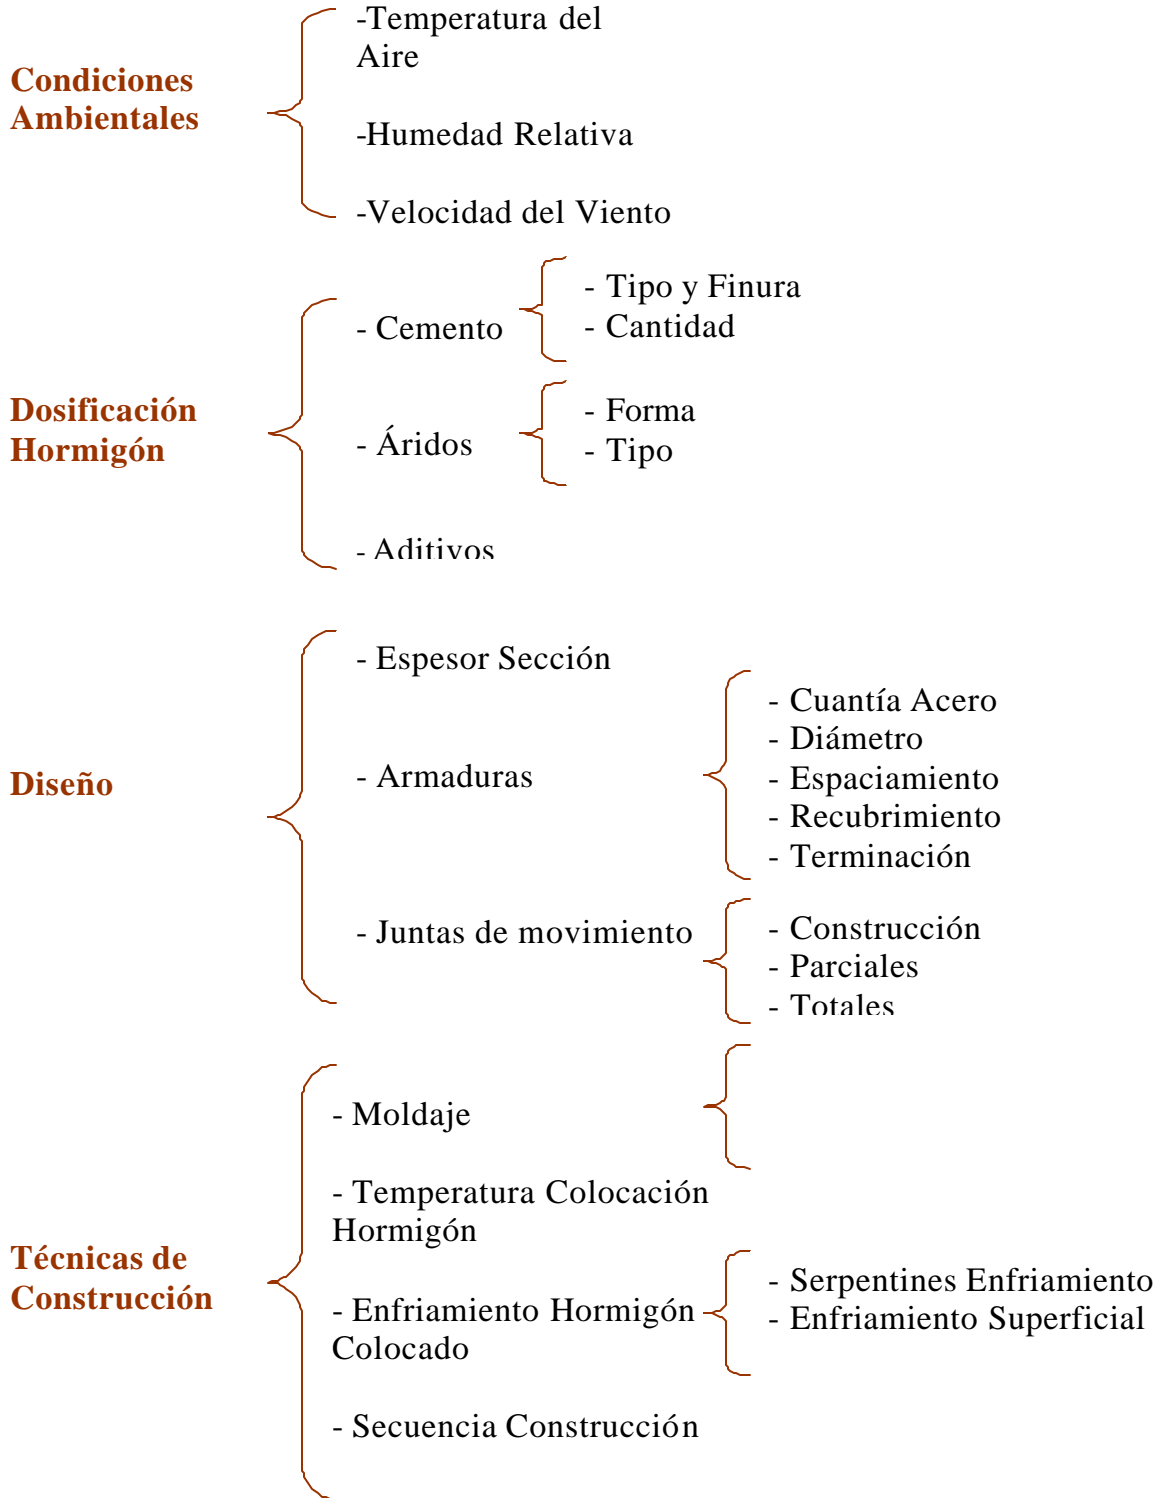 -Temperatura del
Aire
Condiciones
Ambientales
-Humedad Relativa
-Velocidad del Viento
- Tipo y Finura
- Cemento
- Cantidad
Dosificación
Hormigón
- Forma
- Áridos
- Tipo
- Aditivos
- Espesor Sección
- Cuantía Acero
- Diámetro
Diseño
- Armaduras
- Espaciamiento
- Recubrimiento
- Terminación
- Juntas de movimiento
- Construcción
- Parciales
- Totales
- Moldaje
- Temperatura Colocación
Hormigón
Técnicas de
Construcción
- Enfriamiento Hormigón
Colocado
- Serpentines Enfriamiento
- Enfriamiento Superficial
- Secuencia Construcción